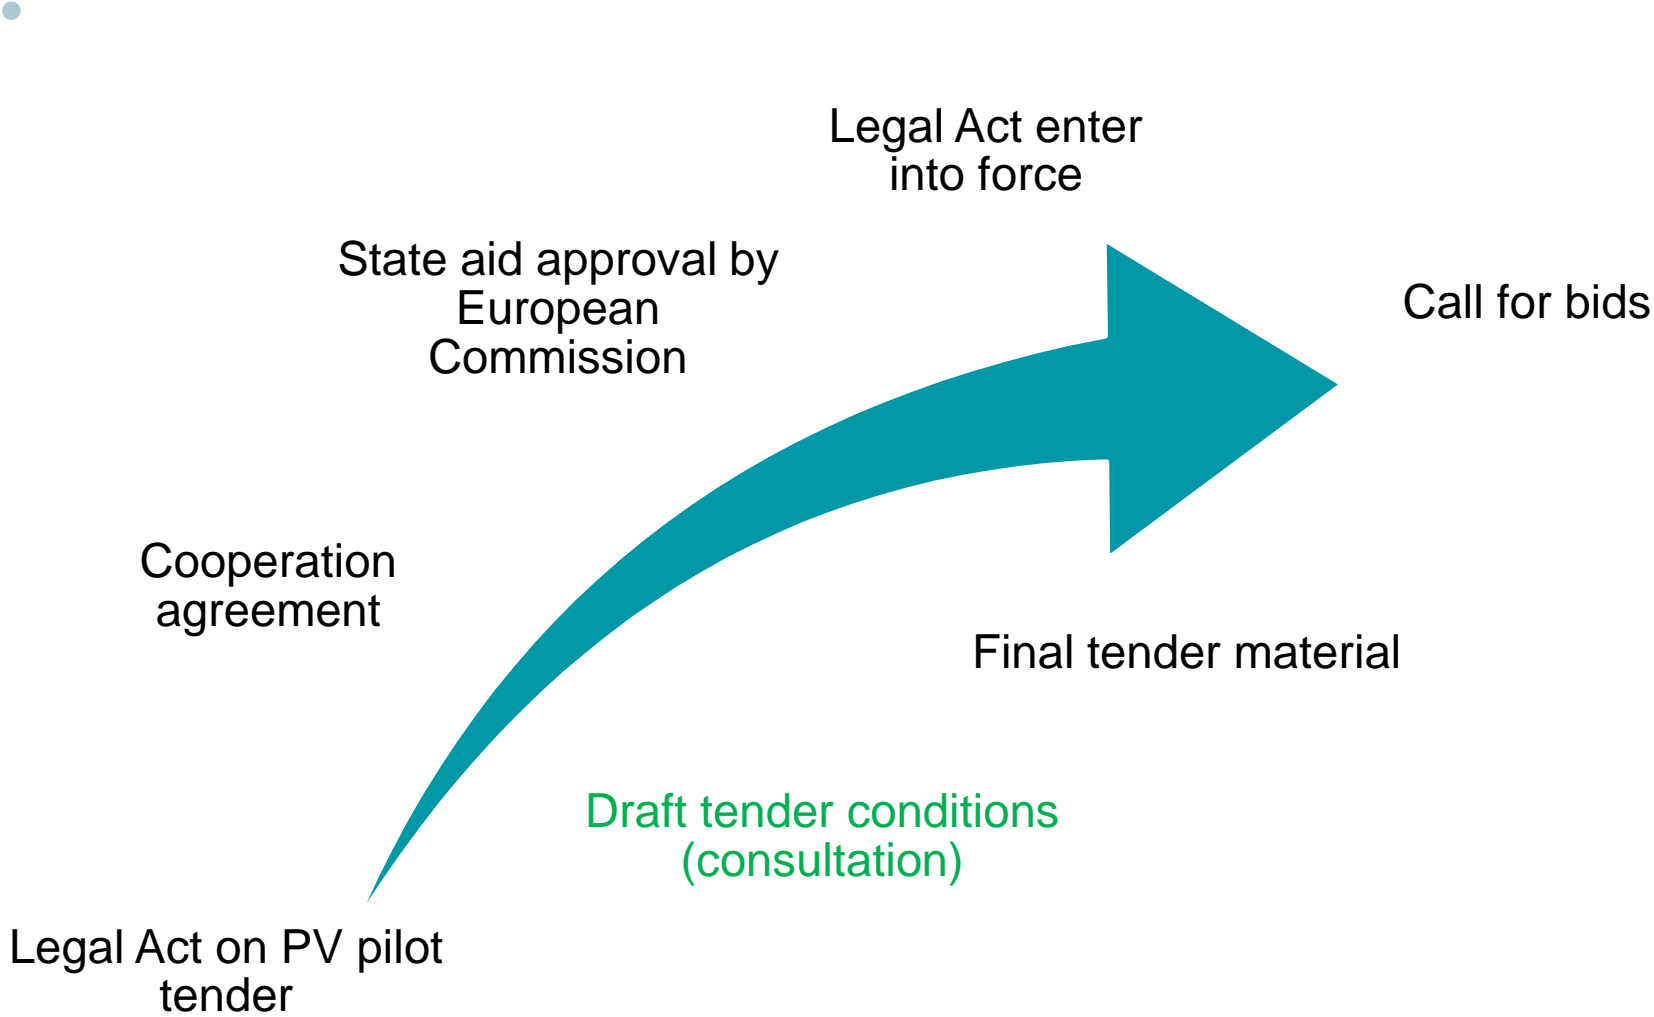 Legal Act enter
into force
State aid approval by
European
Commission
Call for bids
Cooperation
agreement
Final tender material
Draft tender conditions
(consultation)
Legal Act on PV pilot
tender